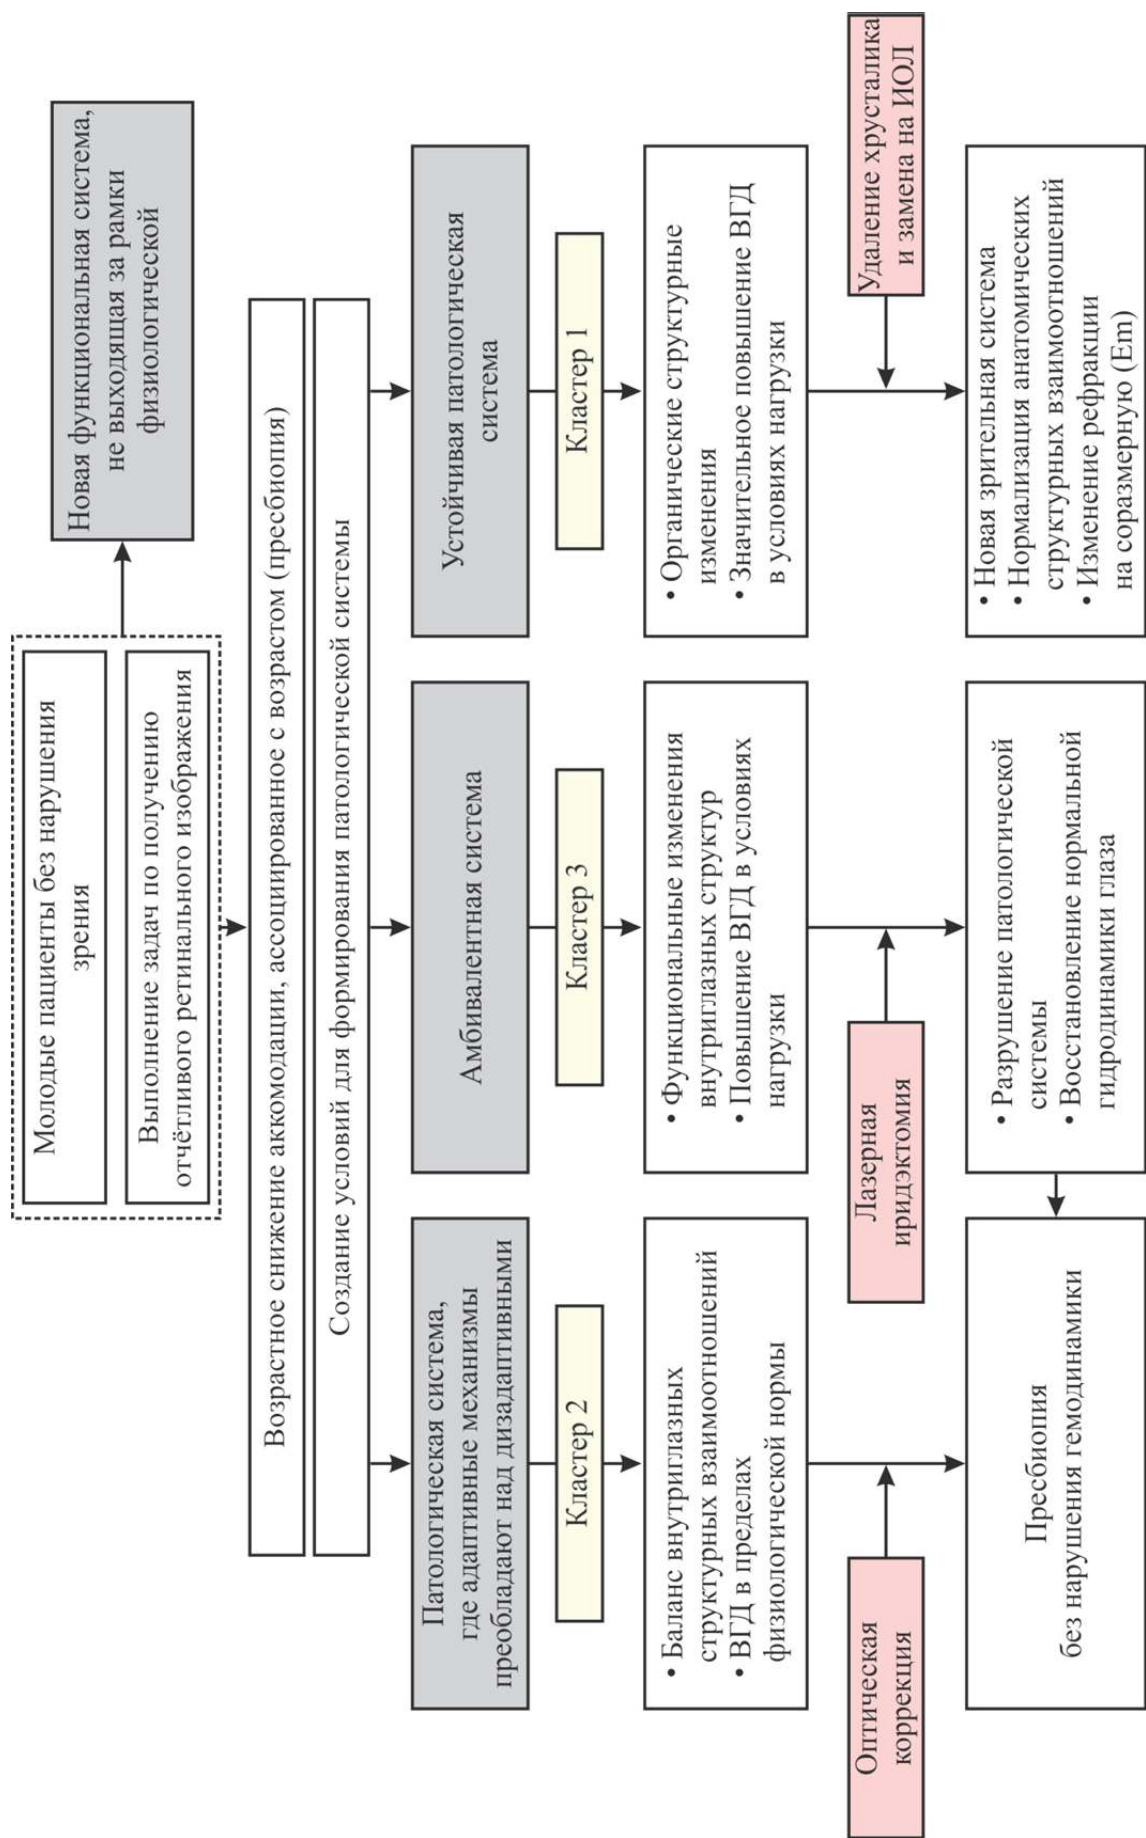 Молодые пациенты без нарушения
зрения
Выполнение задач по получению
отчётливого ретинального изображения
Новая функциональная система,
не выходящая за рамки
физиологической
Возрастное снижение аккомодации, ассоциированное с возрастом (пресбиопия)
Создание условий для формирования патологической системы
Патологическая система,
где адаптивные механизмы
преобладают над дизадаптивными
Амбивалентная система
Устойчивая патологическая
система
Кластер 2
Кластер 3
Кластер 1
• Баланс внутриглазных
структурных взаимоотношений
• ВГД в пределах
физиологической нормы
• Функциональные изменения
внутриглазных структур
• Повышение ВГД в условиях
нагрузки
• Органические структурные
изменения
• Значительное повышение ВГД
в условиях нагрузки
Оптическая
коррекция
Лазерная
иридэктомия
Удаление хрусталика
и замена на ИОЛ
Пресбиопия
без нарушения гемодинамики
• Разрушение патологической
системы
• Восстановление нормальной
гидродинамики глаза
• Новая зрительная система
• Нормализация анатомических
структурных взаимоотношений
• Изменение рефракции
на соразмерную (Em)